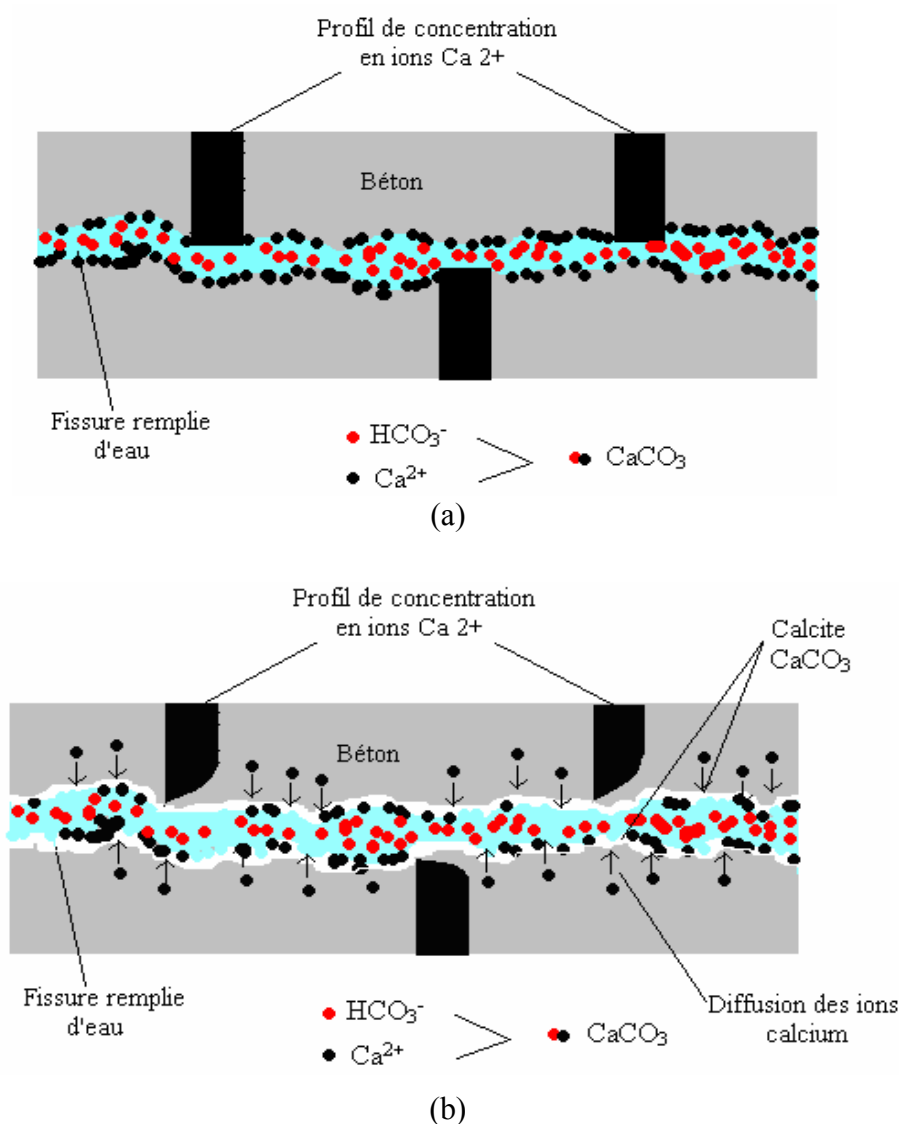 Profil de concentration
en ions Ca 2+
Béton
Fissure remplie
d'eau
HCO₃⁻
Ca²⁺
CaCO₃
(a)
Profil de concentration
en ions Ca 2+
Calcite
CaCO₃
Béton
Fissure remplie
d'eau
HCO₃⁻
Ca²⁺
CaCO₃
Diffusion des ions
calcium
(b)